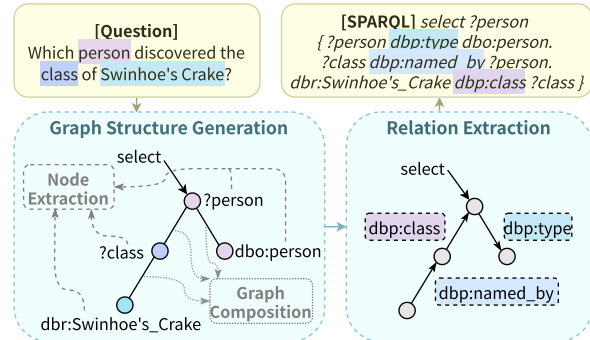 [Question]
Which person discovered the
class of Swinhoe's Crake?
[SPARQL] select ?person
{ ?person dbp:type dbo:person.
?class dbp:named_by ?person.
dbr:Swinhoe's_Crake dbp:class ?class }
Graph Structure Generation
select
Node
Extraction
?person
?class
dbo:person
Graph
Composition
dbr:Swinhoe's_Crake
Relation Extraction
select
dbp:class
dbp:type
dbp:named_by